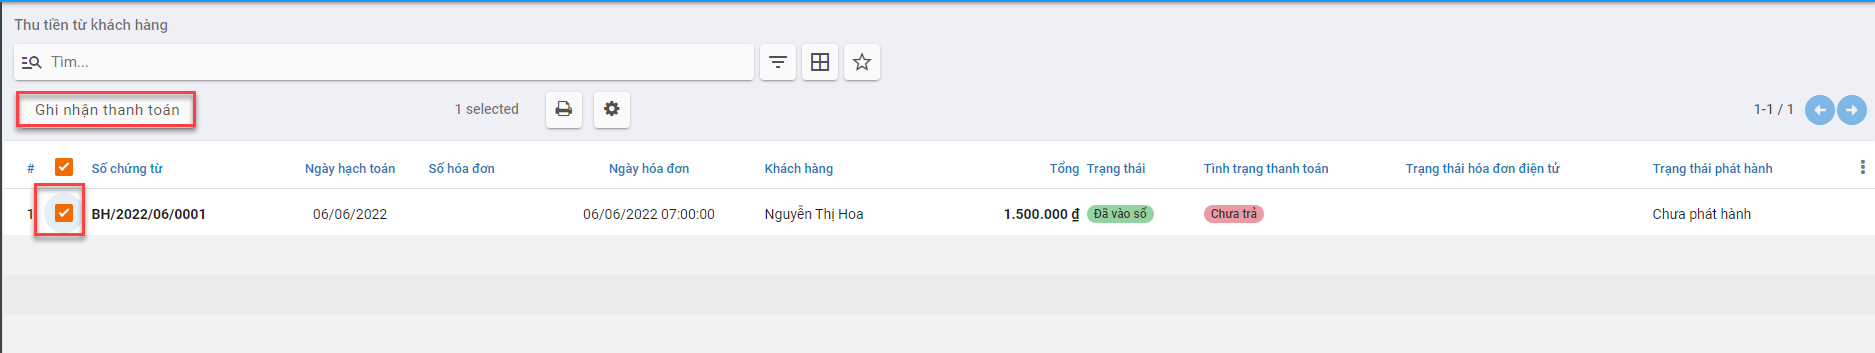 Thu tiền từ khách hàng
Tìm...
Ghi nhận thanh toán 1 selected 1-1 / 1
# Số chứng từ Ngày hạch toán Số hóa đơn Ngày hóa đơn Khách hàng Tổng Trạng thái Tình trạng thanh toán Trạng thái hóa đơn điện tử Trạng thái phát hành
1 BH/2022/06/0001 06/06/2022 06/06/2022 07:00:00 Nguyễn Thị Hoa 1.500.000 ₫ Đã vào sổ Chưa trả Chưa phát hành